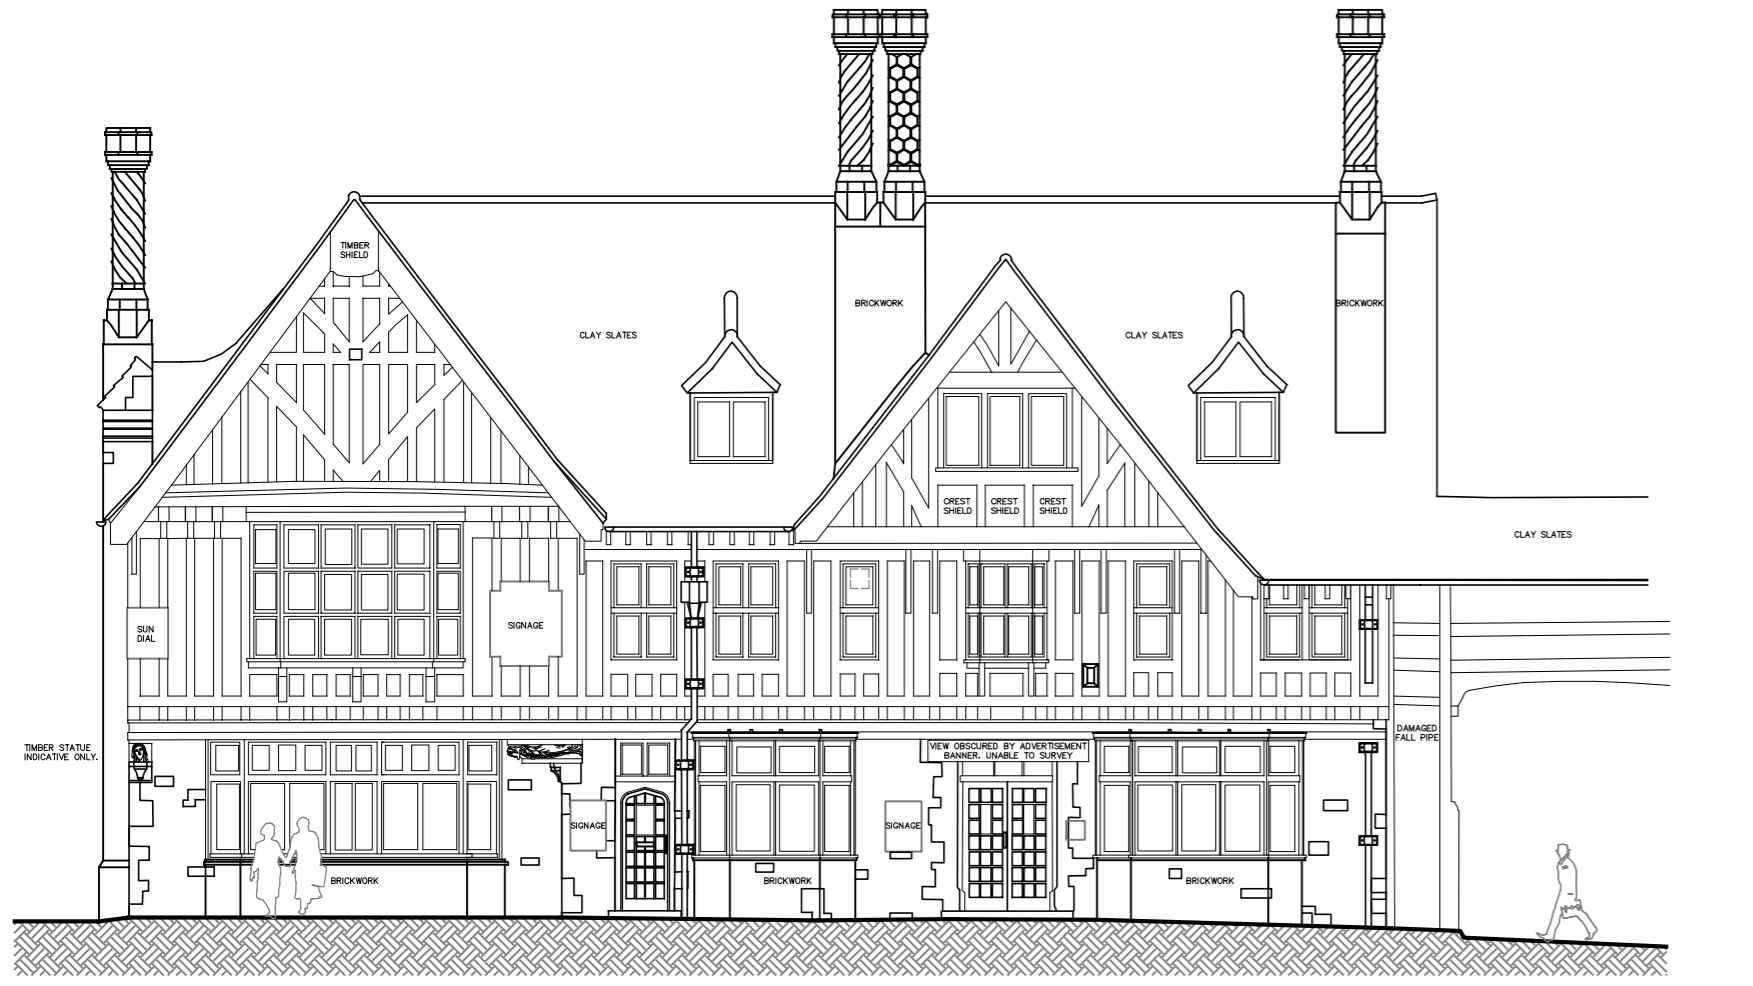 TIMBER
SHIELD
BRICKWORK
BRICKWORK
CLAY SLATES
CLAY SLATES
CREST
SHIELD
CREST
SHIELD
CREST
SHIELD
CLAY SLATES
SUN
DIAL
SIGNAGE
TIMBER STATUE
INDICATIVE ONLY.
VIEW OBSCURED BY ADVERTISEMENT
BANNER. UNABLE TO SURVEY
DAMAGED
FALL PIPE
SIGNAGE
SIGNAGE
BRICKWORK
BRICKWORK
BRICKWORK